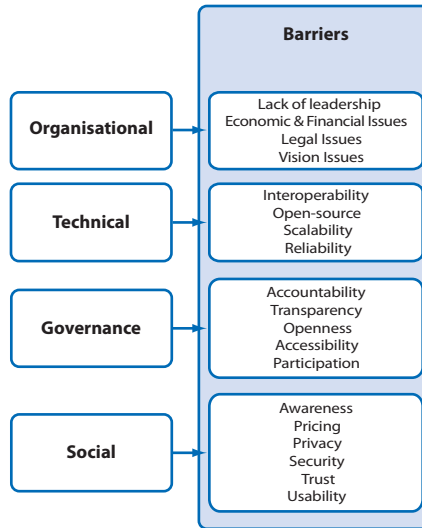 Barriers
Organisational
Lack of leadership
Economic & Financial Issues
Legal Issues
Vision Issues
Technical
Interoperability
Open-source
Scalability
Reliability
Governance
Accountability
Transparency
Openness
Accessibility
Participation
Social
Awareness
Pricing
Privacy
Security
Trust
Usability